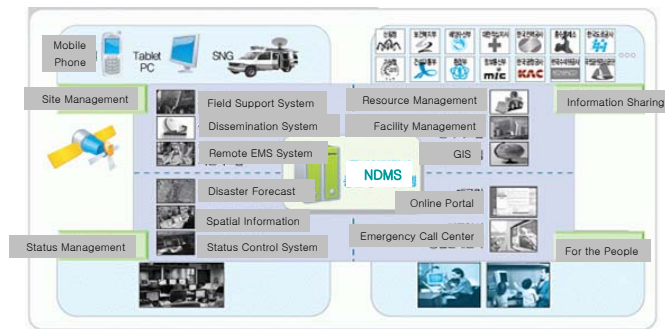 Mobile
Phone
Tablet
PC
SNG
mic
KAC
Site Management
Field Support System
Dissemination System
Remote EMS System
Resource Management
Facility Management
GIS
Information Sharing
NDMS
Disaster Forecast
Spatial Information
Status Control System
Status Management
Online Portal
Emergency Call Center
For the People